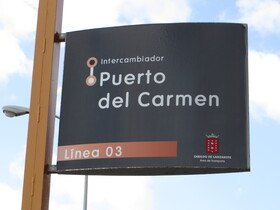 Intercambiador
Puerto
del Carmen
Línea 03
CABILDO DE LANZAROTE